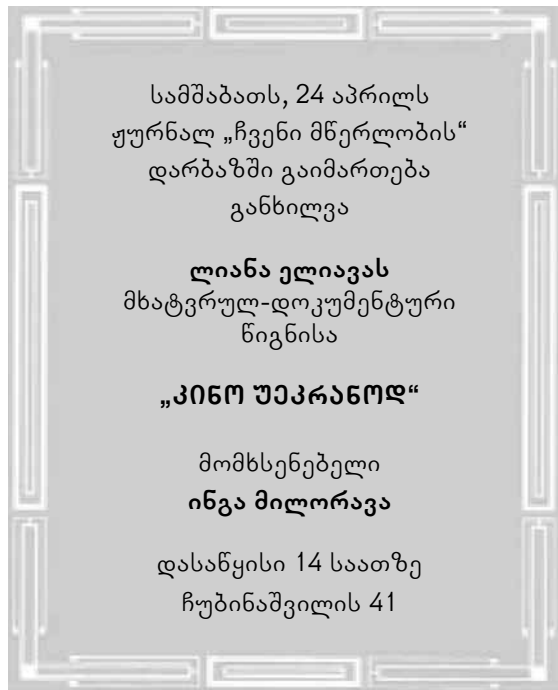 სამშაბათს, 24 აპრილს
ჟურნალ „ჩვენი მწერლობის“
დარბაზში გაიმართება
განხილვა
ლიანა ელიავას
მხატვრულ-დოკუმენტური
წიგნისა
„კინო უეკრანოდ“
მომხსენებელი
ინგა მილორავა
დასაწყისი 14 საათზე
ჩუბინაშვილის 41